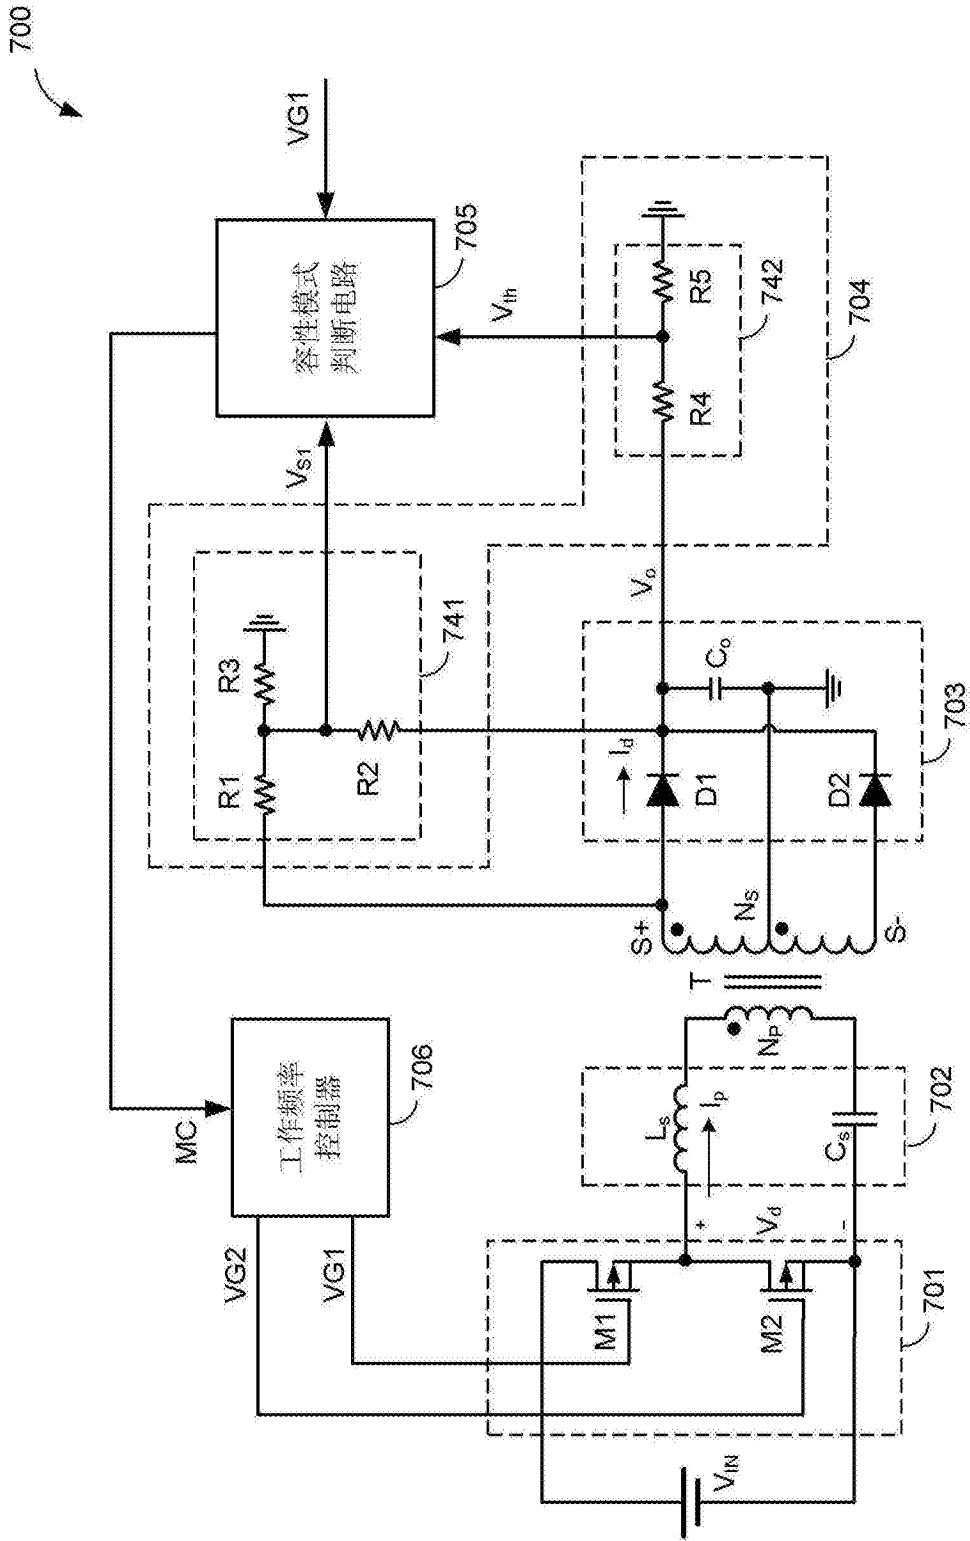 700
VG1
容性模式
判断电路
705
Vth
VS1
R5
R4
742
704
R3
R1
R2
741
Vo
Co
Id
D1
D2
703
S+
NS
S-
T
NP
MC
工作频率
控制器
706
VG2
VG1
Ls
Ip
Cs
702
+
Vd
-
M1
M2
701
VIN